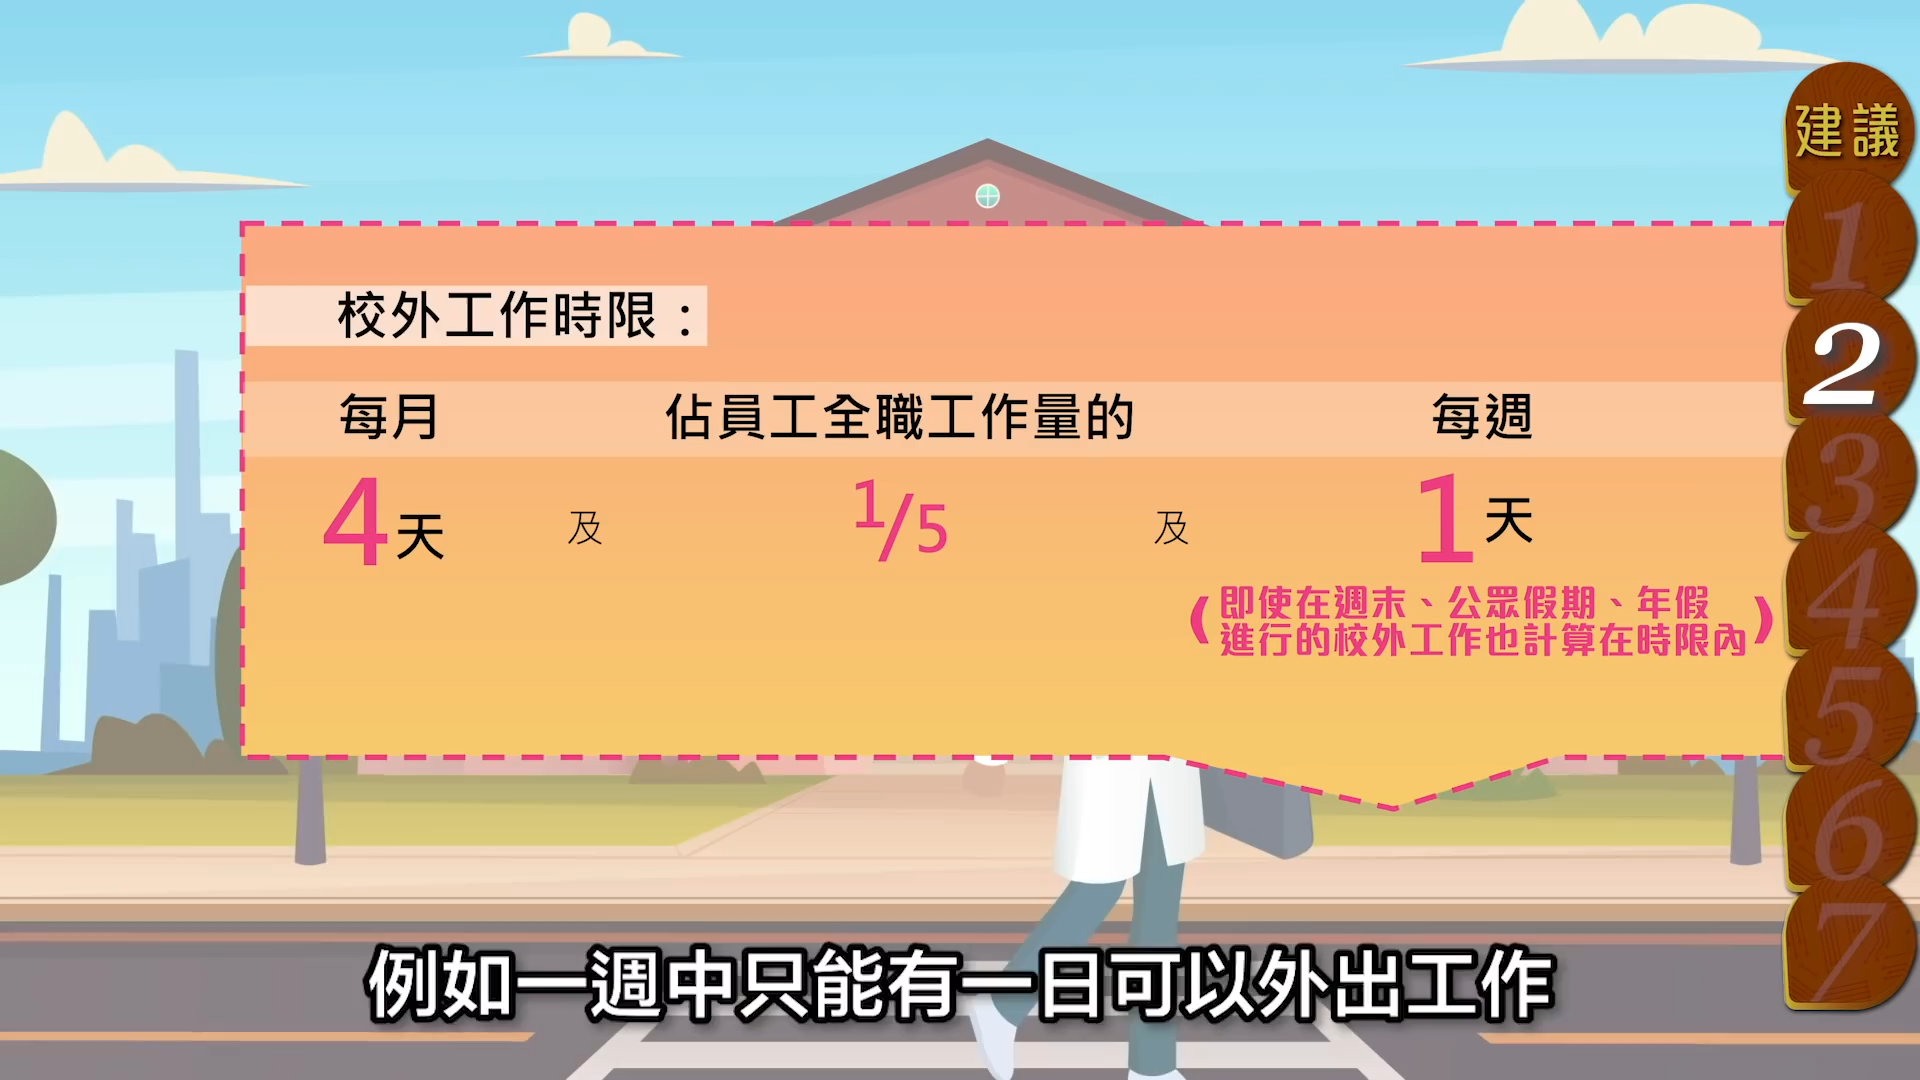 建議
1
2
3
4
5
6
7
校外工作時限：
每月 佔員工全職工作量的 每週
4天 及 1/5 及 1天
(即使在週末、公眾假期、年假
進行的校外工作也計算在時限內)
例如一週中只能有一日可以外出工作